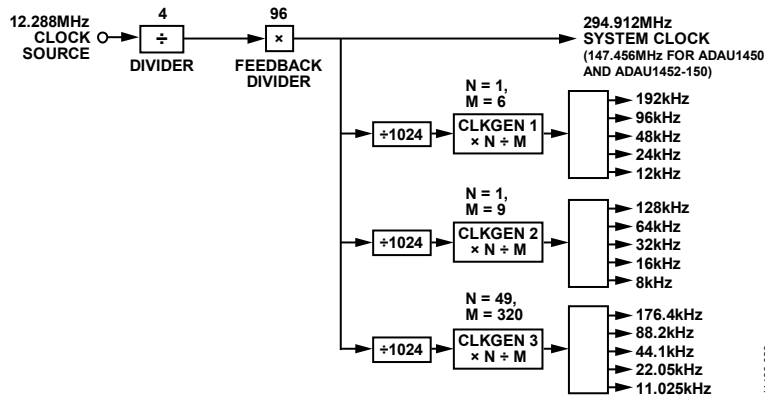 12.288MHz
CLOCK
SOURCE
4
÷
DIVIDER
96
×
FEEDBACK
DIVIDER
294.912MHz
SYSTEM CLOCK
(147.456MHz FOR ADAU1450
AND ADAU1452-150)
÷1024
N = 1,
M = 6
CLKGEN 1
× N ÷ M
192kHz
96kHz
48kHz
24kHz
12kHz
÷1024
N = 1,
M = 9
CLKGEN 2
× N ÷ M
128kHz
64kHz
32kHz
16kHz
8kHz
÷1024
N = 49,
M = 320
CLKGEN 3
× N ÷ M
176.4kHz
88.2kHz
44.1kHz
22.05kHz
11.025kHz